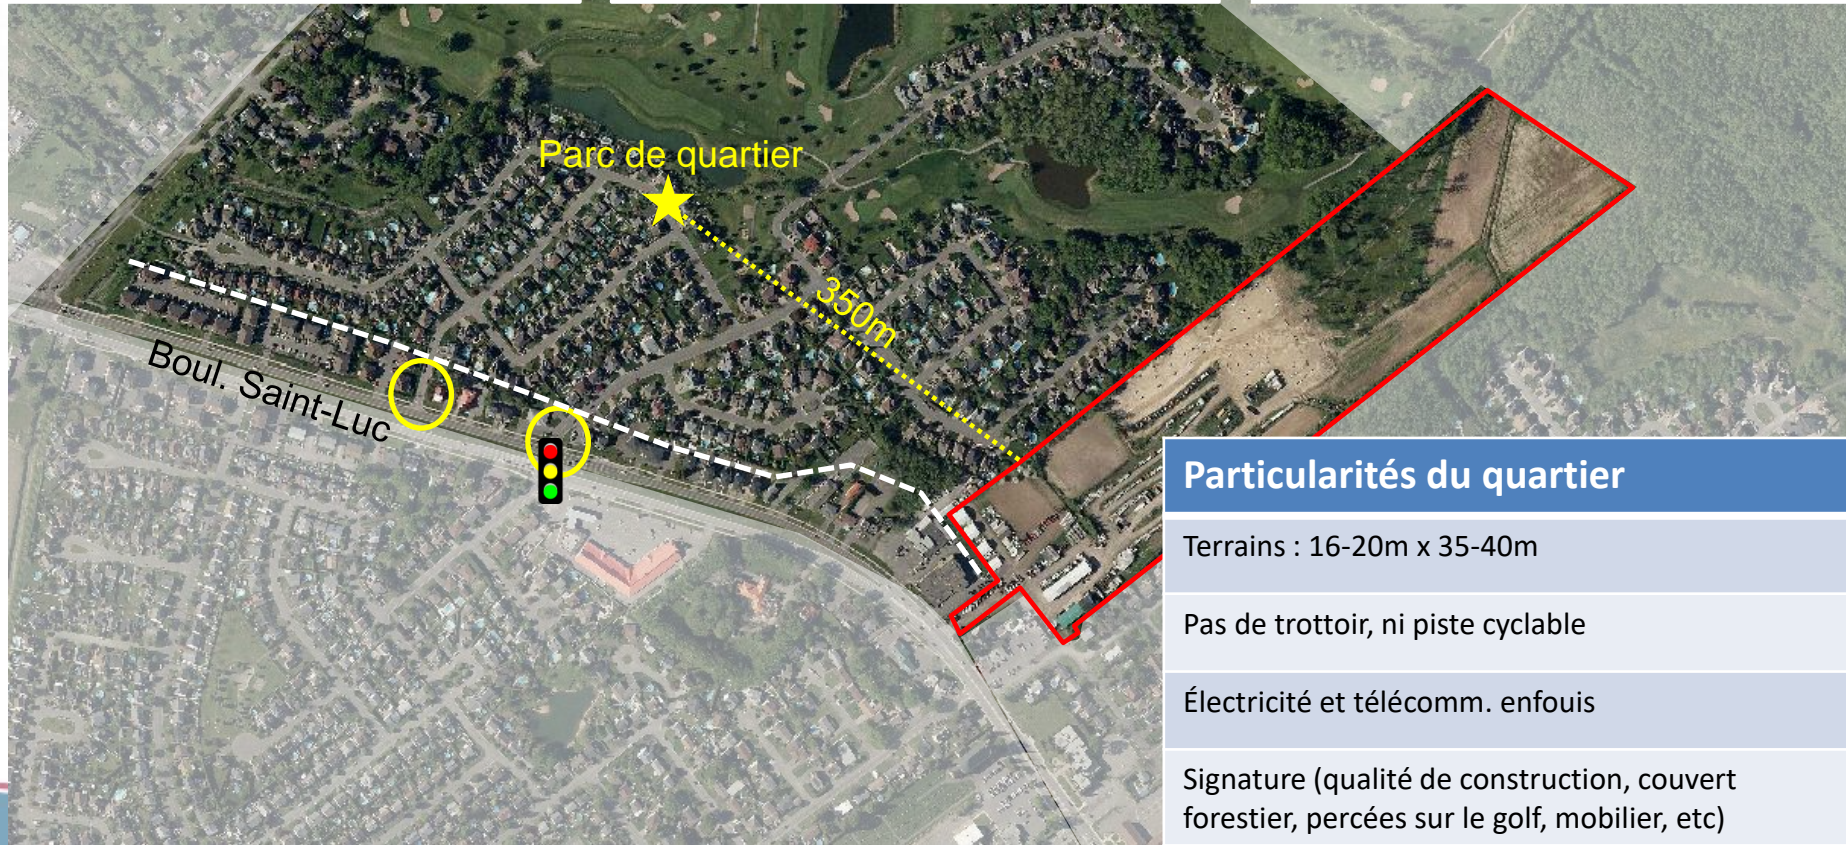 Parc de quartier
350m
Boul. Saint-Luc
Particularités du quartier
Terrains : 16-20m x 35-40m
Pas de trottoir, ni piste cyclable
Électricité et télécomm. enfouis
Signature (qualité de construction, couvert
forestier, percées sur le golf, mobilier, etc)